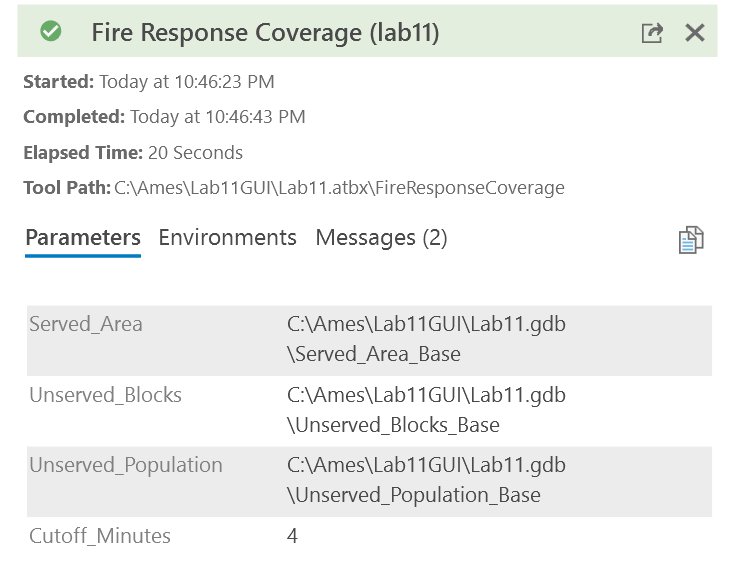 Fire Response Coverage (lab11)
Started: Today at 10:46:23 PM
Completed: Today at 10:46:43 PM
Elapsed Time: 20 Seconds
Tool Path: C:\Ames\Lab11GUI\Lab11.atbx\FireResponseCoverage
Parameters Environments Messages (2)
Served_Area C:\Ames\Lab11GUI\Lab11.gdb
\Served_Area_Base
Unserved_Blocks C:\Ames\Lab11GUI\Lab11.gdb
\Unserved_Blocks_Base
Unserved_Population C:\Ames\Lab11GUI\Lab11.gdb
\Unserved_Population_Base
Cutoff_Minutes 4